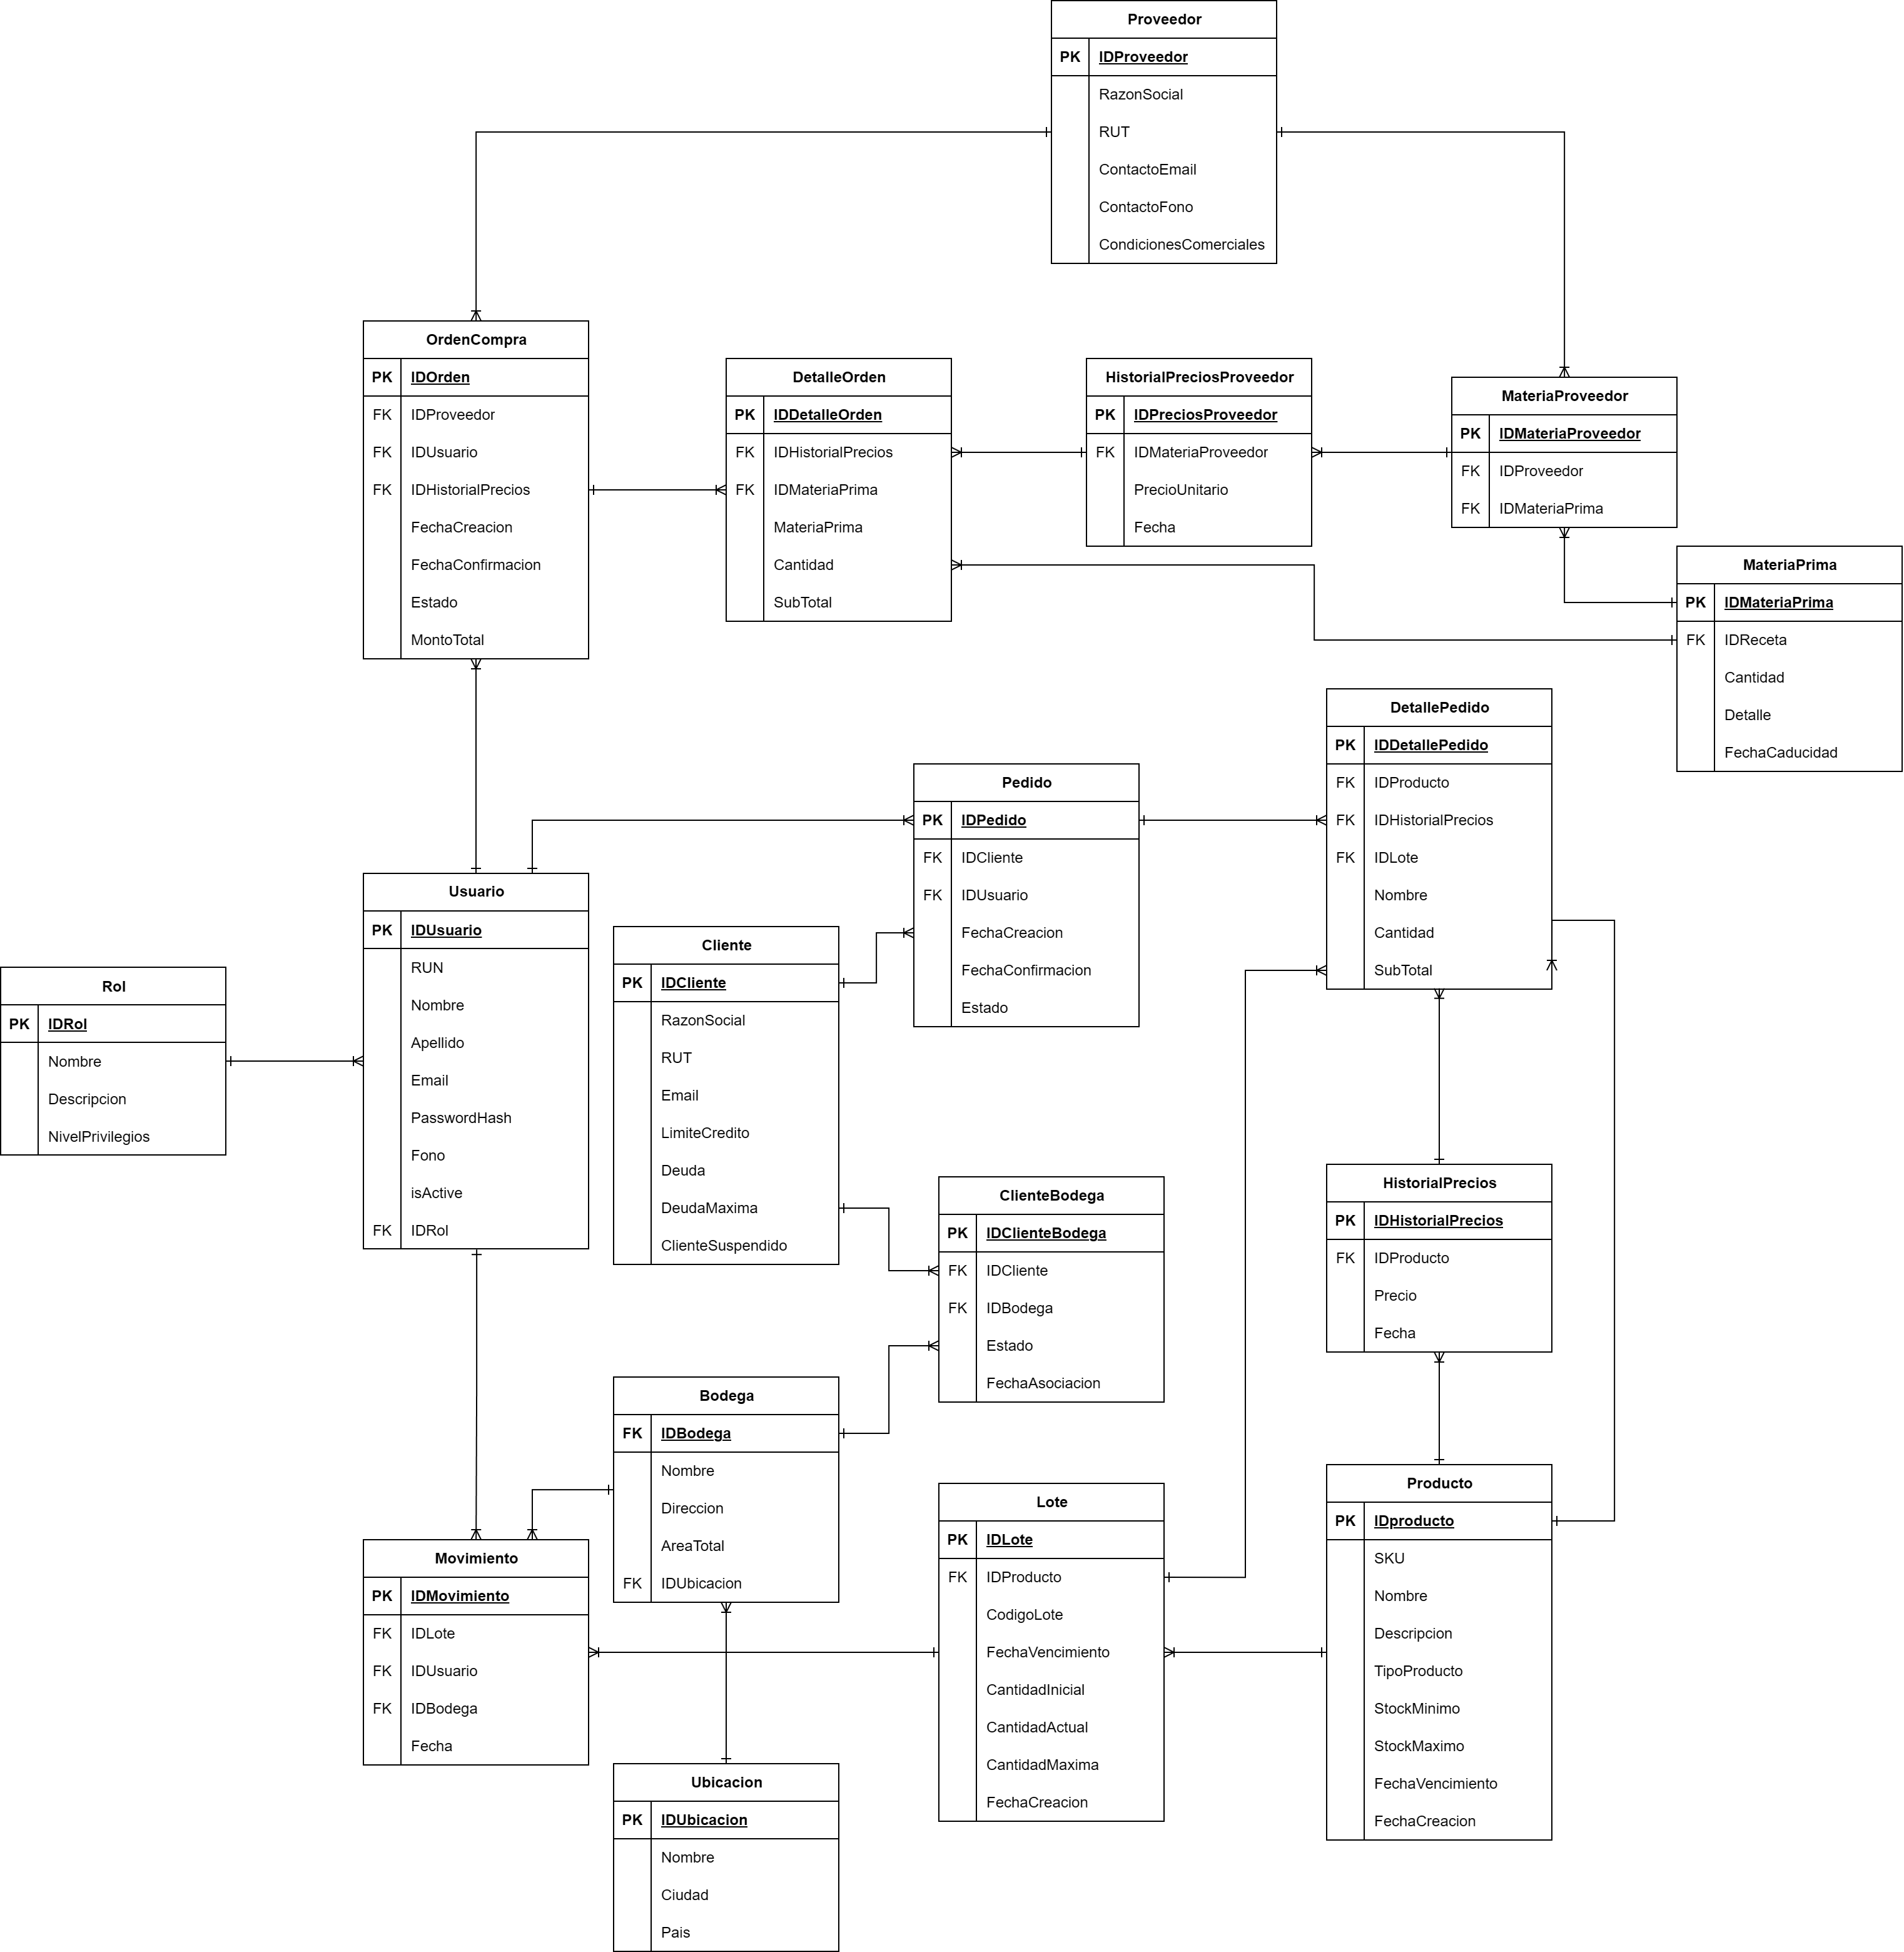 Proveedor
PK IDProveedor
RazonSocial
RUT
ContactoEmail
ContactoFono
CondicionesComerciales
OrdenCompra
PK IDOrden
FK IDProveedor
FK IDUsuario
FK IDHistorialPrecios
FechaCreacion
FechaConfirmacion
Estado
MontoTotal
DetalleOrden
PK IDDetalleOrden
FK IDHistorialPrecios
FK IDMateriaPrima
MateriaPrima
Cantidad
SubTotal
HistorialPreciosProveedor
PK IDPreciosProveedor
FK IDMateriaProveedor
PrecioUnitario
Fecha
MateriaProveedor
PK IDMateriaProveedor
FK IDProveedor
FK IDMateriaPrima
MateriaPrima
PK IDMateriaPrima
FK IDReceta
Cantidad
Detalle
FechaCaducidad
DetallePedido
PK IDDetallePedido
FK IDProducto
FK IDHistorialPrecios
FK IDLote
Nombre
Cantidad
SubTotal
Pedido
PK IDPedido
FK IDCliente
FK IDUsuario
FechaCreacion
FechaConfirmacion
Estado
Usuario
PK IDUsuario
RUN
Nombre
Apellido
Email
PasswordHash
Fono
isActive
FK IDRol
Cliente
PK IDCliente
RazonSocial
RUT
Email
LimiteCredito
Deuda
DeudaMaxima
ClienteSuspendido
Rol
PK IDRol
Nombre
Descripcion
NivelPrivilegios
ClienteBodega
PK IDClienteBodega
FK IDCliente
FK IDBodega
Estado
FechaAsociacion
HistorialPrecios
PK IDHistorialPrecios
FK IDProducto
Precio
Fecha
Bodega
FK IDBodega
Nombre
Direccion
AreaTotal
FK IDUbicacion
Lote
PK IDLote
FK IDProducto
CodigoLote
FechaVencimiento
CantidadInicial
CantidadActual
CantidadMaxima
FechaCreacion
Producto
PK IDproducto
SKU
Nombre
Descripcion
TipoProducto
StockMinimo
StockMaximo
FechaVencimiento
FechaCreacion
Movimiento
PK IDMovimiento
FK IDLote
FK IDUsuario
FK IDBodega
Fecha
Ubicacion
PK IDUbicacion
Nombre
Ciudad
Pais